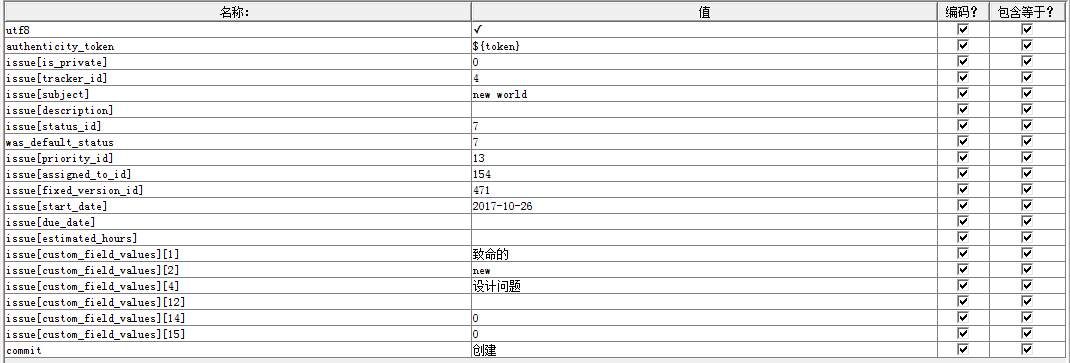 名称: 值 编码? 包含等于?
utf8 ✓
authenticity_token ${token}
issue[is_private] 0
issue[tracker_id] 4
issue[subject] new world
issue[description]
issue[status_id] 7
was_default_status 7
issue[priority_id] 13
issue[assigned_to_id] 154
issue[fixed_version_id] 471
issue[start_date] 2017-10-26
issue[due_date]
issue[estimated_hours]
issue[custom_field_values][1] 致命的
issue[custom_field_values][2] new
issue[custom_field_values][4] 设计问题
issue[custom_field_values][12]
issue[custom_field_values][14] 0
issue[custom_field_values][15] 0
commit 创建